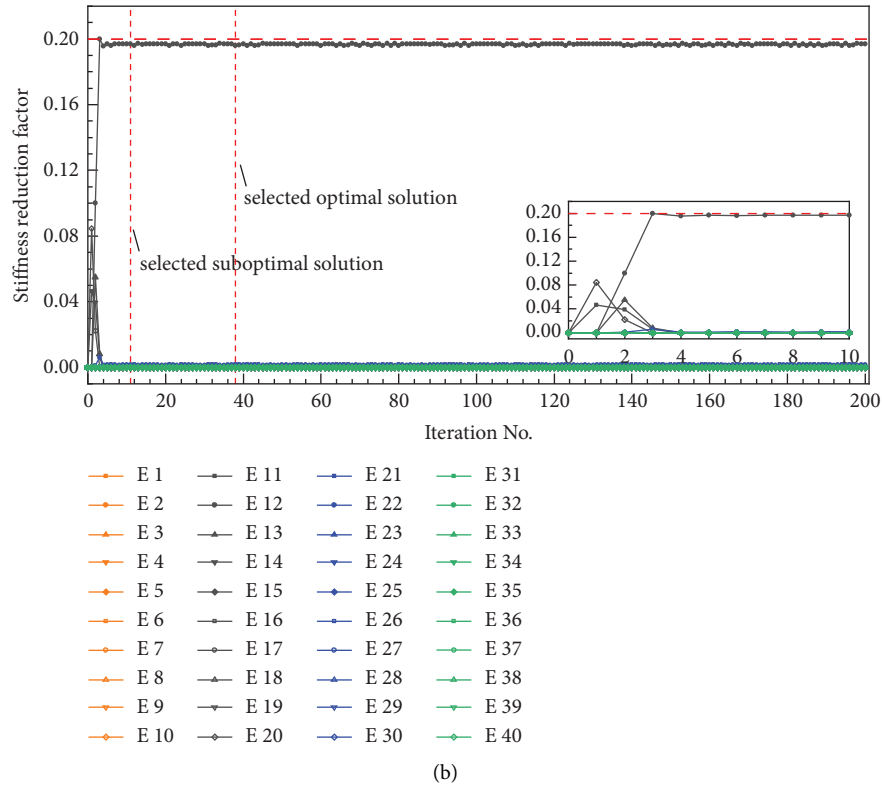 0.20
0.16
0.12
0.08
0.04
0.00
Stiffness reduction factor
selected optimal solution
selected suboptimal solution
0.20
0.16
0.12
0.08
0.04
0.00
0 2 4 6 8 10
0 20 40 60 80 100 120 140 160 180 200
Iteration No.
E 1 E 11 E 21 E 31
E 2 E 12 E 22 E 32
E 3 E 13 E 23 E 33
E 4 E 14 E 24 E 34
E 5 E 15 E 25 E 35
E 6 E 16 E 26 E 36
E 7 E 17 E 27 E 37
E 8 E 18 E 28 E 38
E 9 E 19 E 29 E 39
E 10 E 20 E 30 E 40
(b)